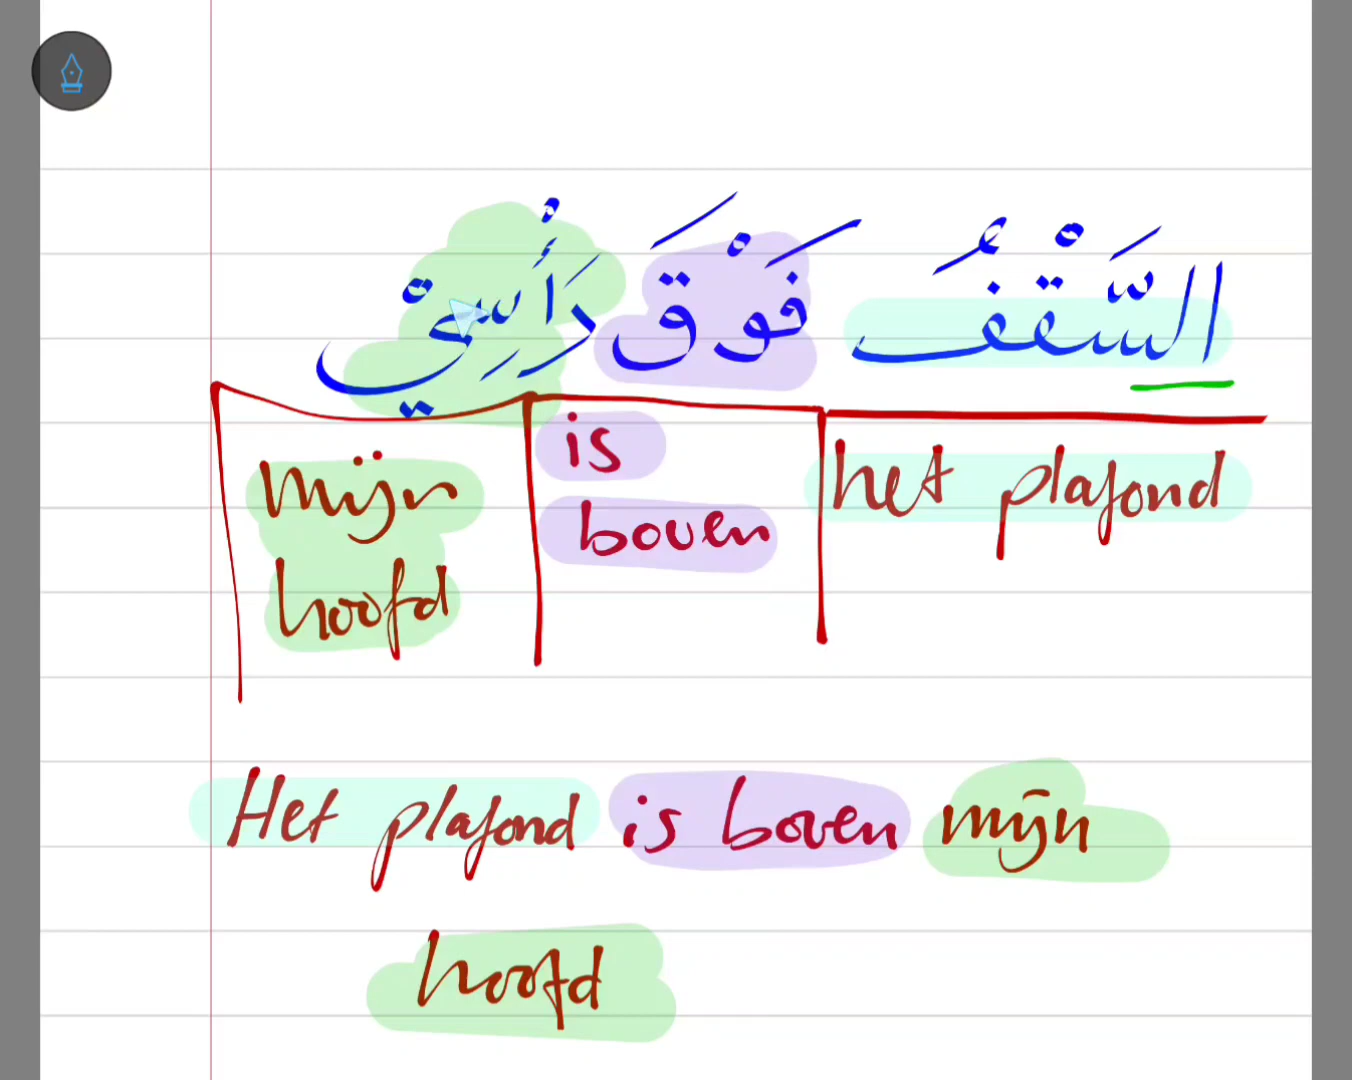 السَّقْفُ فَوْقَ رَأْسِيْ
is
mijn het plafond
boven
hoofd
Het plafond is boven mijn
hoofd